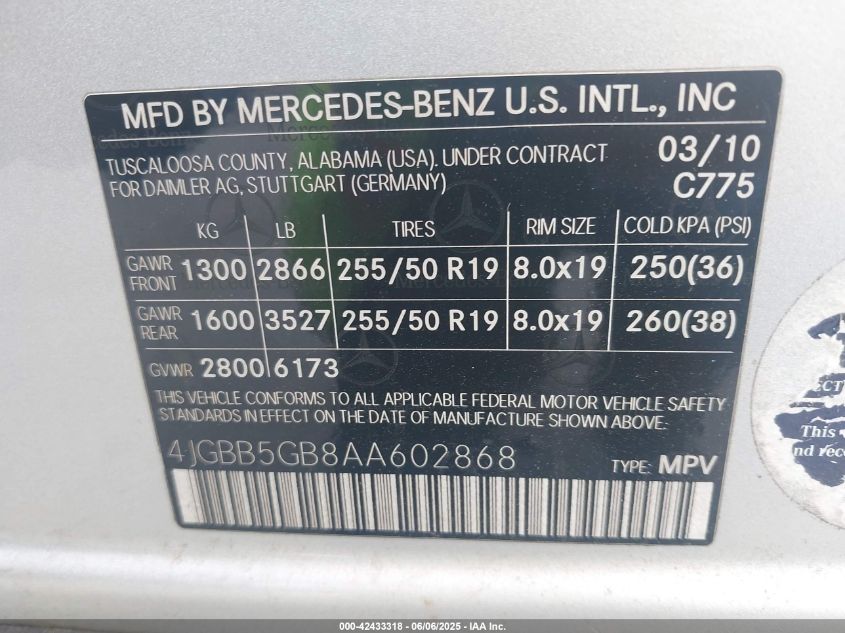 MFD BY MERCEDES-BENZ U.S. INTL., INC
TUSCALOOSA COUNTY, ALABAMA (USA). UNDER CONTRACT
FOR DAIMLER AG, STUTTGART (GERMANY)
03/10
C775
KG LB TIRES RIM SIZE COLD KPA (PSI)
GAWR FRONT 1300 2866 255/50 R19 8.0x19 250(36)
GAWR REAR 1600 3527 255/50 R19 8.0x19 260(38)
GVWR 2800 6173
THIS VEHICLE CONFORMS TO ALL APPLICABLE FEDERAL MOTOR VEHICLE SAFETY
STANDARDS IN EFFECT ON THE DATE OF MANUFACTURE SHOWN ABOVE.
4JGBB5GB8AA602868
TYPE: MPV
This
000-42433318 - 06/06/2025 - IAA Inc.